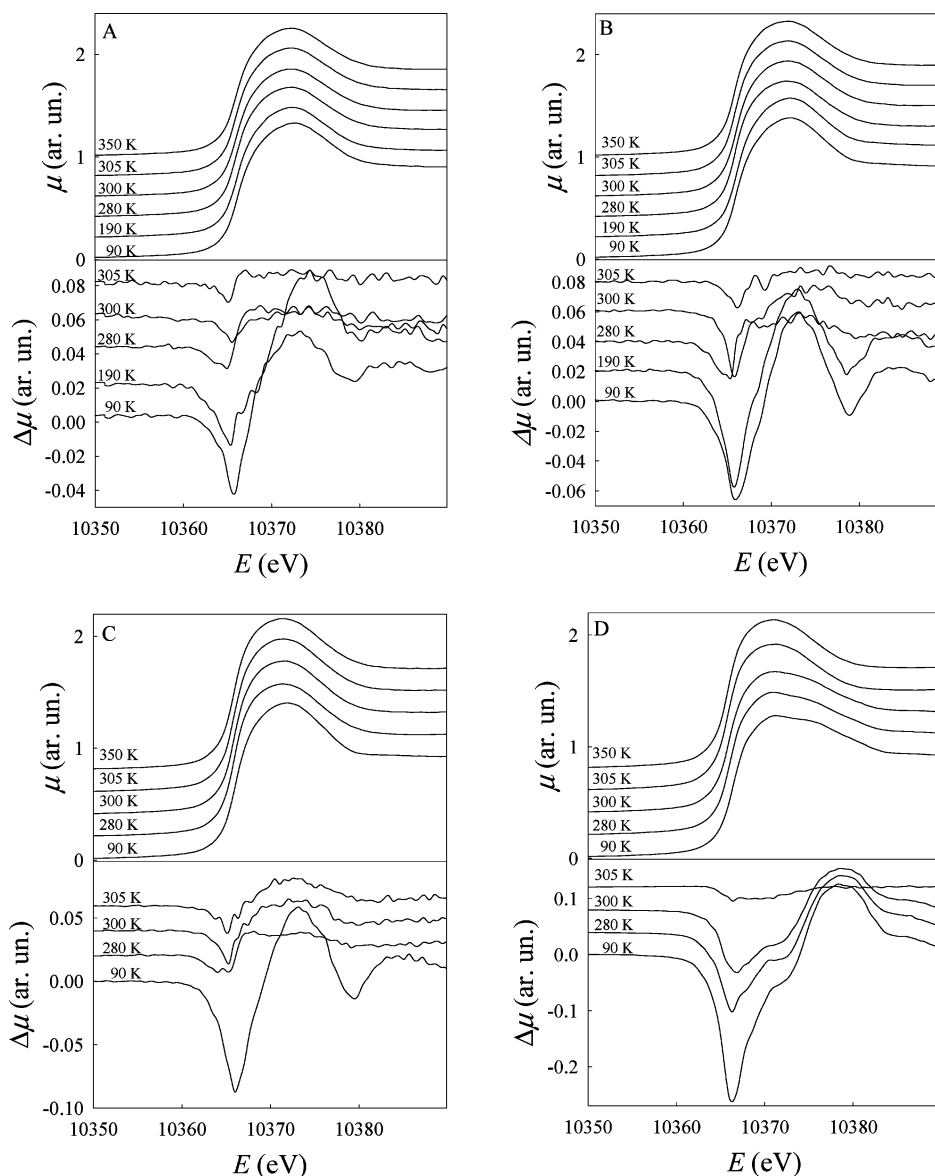 A
μ (ar. un.)
2
1
0
350 K
305 K
300 K
280 K
190 K
90 K
Δμ (ar. un.)
0.08
0.06
0.04
0.02
0.00
-0.02
-0.04
305 K
300 K
280 K
190 K
90 K
10350 10360 10370 10380
E (eV)
B
μ (ar. un.)
2
1
0
350 K
305 K
300 K
280 K
190 K
90 K
Δμ (ar. un.)
0.08
0.06
0.04
0.02
0.00
-0.02
-0.04
-0.06
305 K
300 K
280 K
190 K
90 K
10350 10360 10370 10380
E (eV)
C
μ (ar. un.)
2
1
0
350 K
305 K
300 K
280 K
90 K
Δμ (ar. un.)
0.05
0.00
-0.05
-0.10
305 K
300 K
280 K
90 K
10350 10360 10370 10380
E (eV)
D
μ (ar. un.)
2
1
0
350 K
305 K
300 K
280 K
90 K
Δμ (ar. un.)
0.1
0.0
-0.1
-0.2
305 K
300 K
280 K
90 K
10350 10360 10370 10380
E (eV)